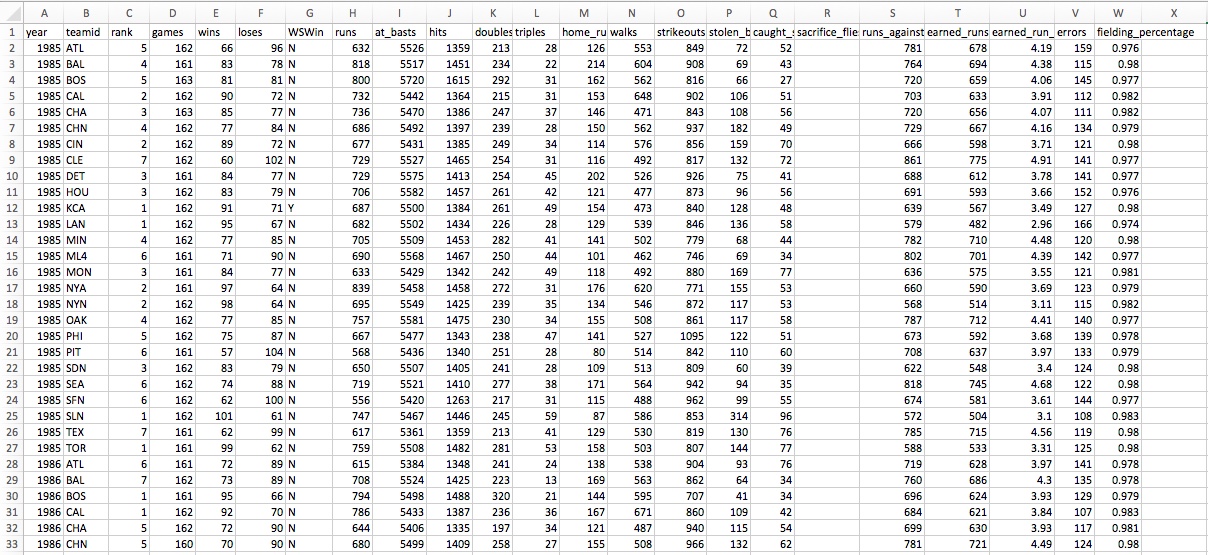 A B C D E F G H I J K L M N O P Q R S T U V W X
1 year teamid rank games wins loses WSWin runs at_basts hits doubles triples home_ru walks strikeouts stolen_b caught_ sacrifice_flie runs_against earned_runs earned_run_ errors fielding_percentage
2 1985 ATL 5 162 66 96 N 632 5526 1359 213 28 126 553 849 72 52 781 678 4.19 159 0.976
3 1985 BAL 4 161 83 78 N 818 5517 1451 234 22 214 604 908 69 43 764 694 4.38 115 0.98
4 1985 BOS 5 163 81 81 N 800 5720 1615 292 31 162 562 816 66 27 720 659 4.06 145 0.977
5 1985 CAL 2 162 90 72 N 732 5442 1364 215 31 153 648 902 106 51 703 633 3.91 112 0.982
6 1985 CHA 3 163 85 77 N 736 5470 1386 247 37 146 471 843 108 56 720 656 4.07 111 0.982
7 1985 CHN 4 162 77 84 N 686 5492 1397 239 28 150 562 937 182 49 729 667 4.16 134 0.979
8 1985 CIN 2 162 89 72 N 677 5431 1385 249 34 114 576 856 159 70 666 598 3.71 121 0.98
9 1985 CLE 7 162 60 102 N 729 5527 1465 254 31 116 492 817 132 72 861 775 4.91 141 0.977
10 1985 DET 3 161 84 77 N 729 5575 1413 254 45 202 526 926 75 41 688 612 3.78 141 0.977
11 1985 HOU 3 162 83 79 N 706 5582 1457 261 42 121 477 873 96 56 691 593 3.66 152 0.976
12 1985 KCA 1 162 91 71 Y 687 5500 1384 261 49 154 473 840 128 48 639 567 3.49 127 0.98
13 1985 LAN 1 162 95 67 N 682 5502 1434 226 28 129 539 846 136 58 579 482 2.96 166 0.974
14 1985 MIN 4 162 77 85 N 705 5509 1453 282 41 141 502 779 68 44 782 710 4.48 120 0.98
15 1985 ML4 6 161 71 90 N 690 5568 1467 250 44 101 462 746 69 34 802 701 4.39 142 0.977
16 1985 MON 3 161 84 77 N 633 5429 1342 242 49 118 492 880 169 77 636 575 3.55 121 0.981
17 1985 NYA 2 161 97 64 N 839 5458 1458 272 31 176 620 771 155 53 660 590 3.69 123 0.979
18 1985 NYN 2 162 98 64 N 695 5549 1425 239 35 134 546 872 117 53 568 514 3.11 115 0.982
19 1985 OAK 4 162 77 85 N 757 5581 1475 230 34 155 508 861 117 58 787 712 4.41 140 0.977
20 1985 PHI 5 162 75 87 N 667 5477 1343 238 47 141 527 1095 122 51 673 592 3.68 139 0.978
21 1985 PIT 6 161 57 104 N 568 5436 1340 251 28 80 514 842 110 60 708 637 3.97 133 0.979
22 1985 SDN 3 162 83 79 N 650 5507 1405 241 28 109 513 809 60 39 622 548 3.4 124 0.98
23 1985 SEA 6 162 74 88 N 719 5521 1410 277 38 171 564 942 94 35 818 745 4.68 122 0.98
24 1985 SFN 6 162 62 100 N 556 5420 1263 217 31 115 488 962 99 55 674 581 3.61 144 0.977
25 1985 SLN 1 162 101 61 N 747 5467 1446 245 59 87 586 853 314 96 572 504 3.1 108 0.983
26 1985 TEX 7 161 62 99 N 617 5361 1359 213 41 129 530 819 130 76 785 715 4.56 119 0.98
27 1985 TOR 1 161 99 62 N 759 5508 1482 281 53 158 503 807 144 77 588 533 3.31 125 0.98
28 1986 ATL 6 161 72 89 N 615 5384 1348 241 24 138 538 904 93 76 719 628 3.97 141 0.978
29 1986 BAL 7 162 73 89 N 708 5524 1425 223 13 169 563 862 64 34 760 686 4.3 135 0.978
30 1986 BOS 1 161 95 66 N 794 5498 1488 320 21 144 595 707 41 34 696 624 3.93 129 0.979
31 1986 CAL 1 162 92 70 N 786 5433 1387 236 36 167 671 860 109 42 684 621 3.84 107 0.983
32 1986 CHA 5 162 72 90 N 644 5406 1335 197 34 121 487 940 115 54 699 630 3.93 117 0.981
33 1986 CHN 5 160 70 90 N 680 5499 1409 258 27 155 508 966 132 62 781 721 4.49 124 0.98